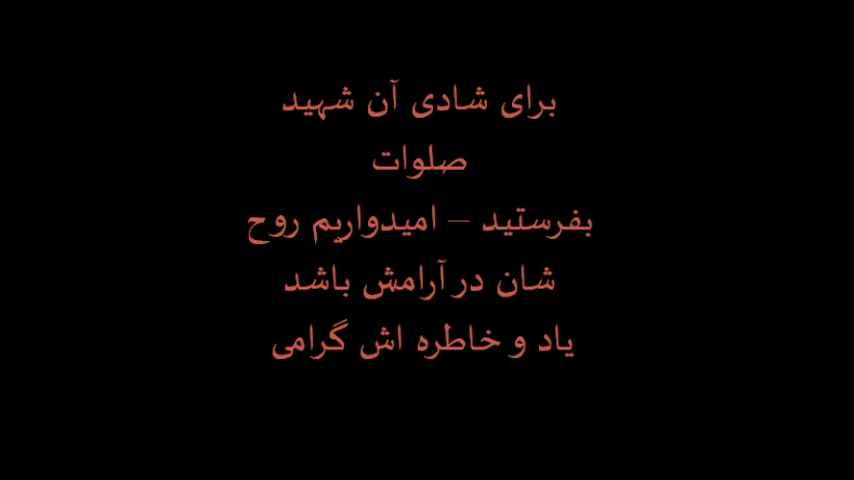 برای شادی آن شهید
صلوات
بفرستید – امیدواریم روح
شان در آرامش باشد
یاد و خاطره اش گرامی